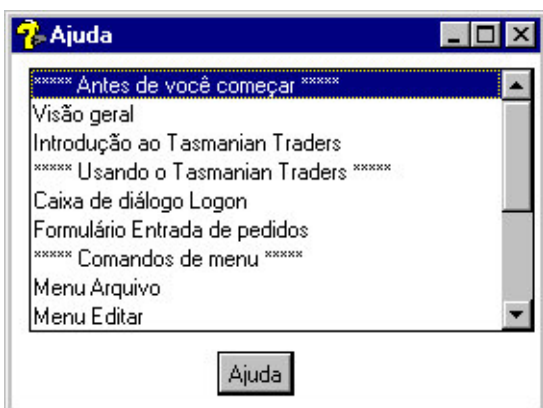 Ajuda
***** Antes de você começar *****
Visão geral
Introdução ao Tasmanian Traders
***** Usando o Tasmanian Traders *****
Caixa de diálogo Logon
Formulário Entrada de pedidos
***** Comandos de menu *****
Menu Arquivo
Menu Editar
Ajuda